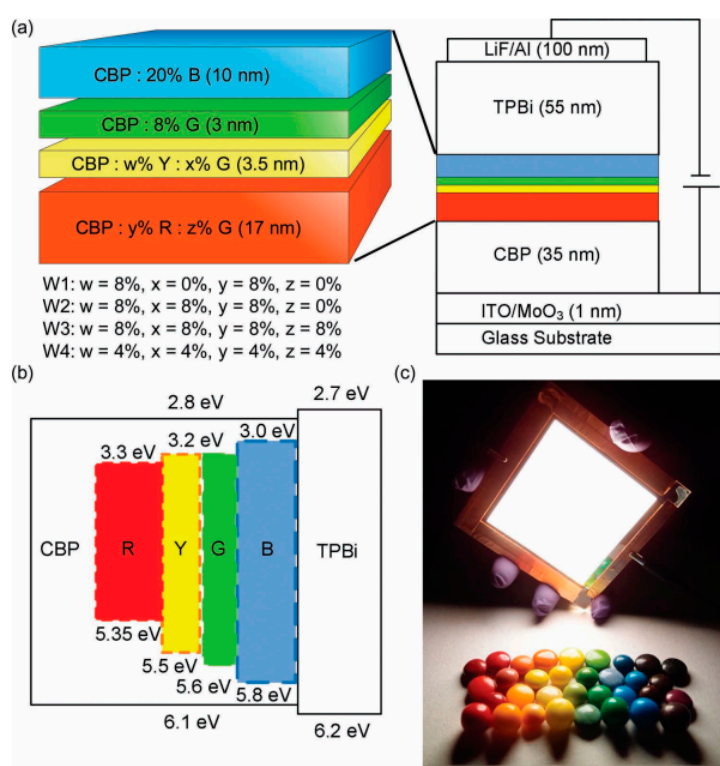 (a)
CBP : 20% B (10 nm)
CBP : 8% G (3 nm)
CBP : w% Y : x% G (3.5 nm)
CBP : y% R : z% G (17 nm)
W1: w = 8%, x = 0%, y = 8%, z = 0%
W2: w = 8%, x = 8%, y = 8%, z = 0%
W3: w = 8%, x = 8%, y = 8%, z = 8%
W4: w = 4%, x = 4%, y = 4%, z = 4%
LiF/Al (100 nm)
TPBi (55 nm)
CBP (35 nm)
ITO/MoO₃ (1 nm)
Glass Substrate
(b)
2.8 eV
2.7 eV
3.3 eV
3.2 eV
3.0 eV
CBP
R
Y
G
B
TPBi
5.35 eV
5.5 eV
5.6 eV
5.8 eV
6.1 eV
6.2 eV
(c)